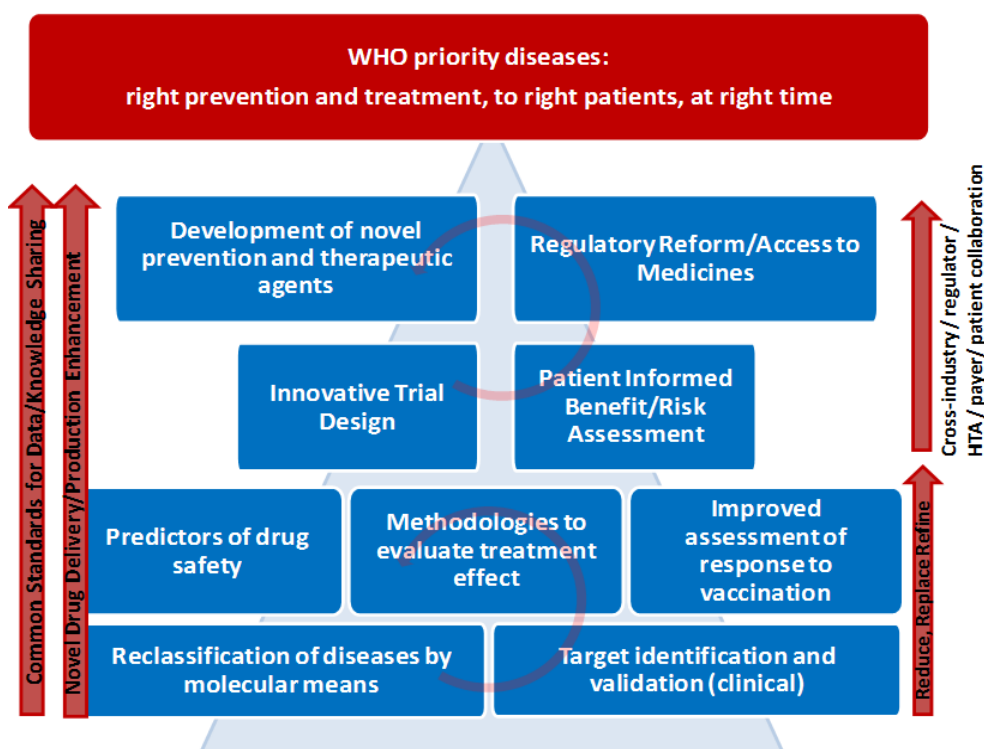 WHO priority diseases:
right prevention and treatment, to right patients, at right time
Common Standards for Data/Knowledge Sharing
Novel Drug Delivery/Production Enhancement
Development of novel
prevention and therapeutic
agents
Regulatory Reform/Access to
Medicines
Cross-industry/ regulator /
HTA / payer/ patient collaboration
Innovative Trial
Design
Patient Informed
Benefit/Risk
Assessment
Predictors of drug
safety
Methodologies to
evaluate treatment
effect
Improved
assessment of
response to
vaccination
Reduce, Replace Refine
Reclassification of diseases by
molecular means
Target identification and
validation (clinical)